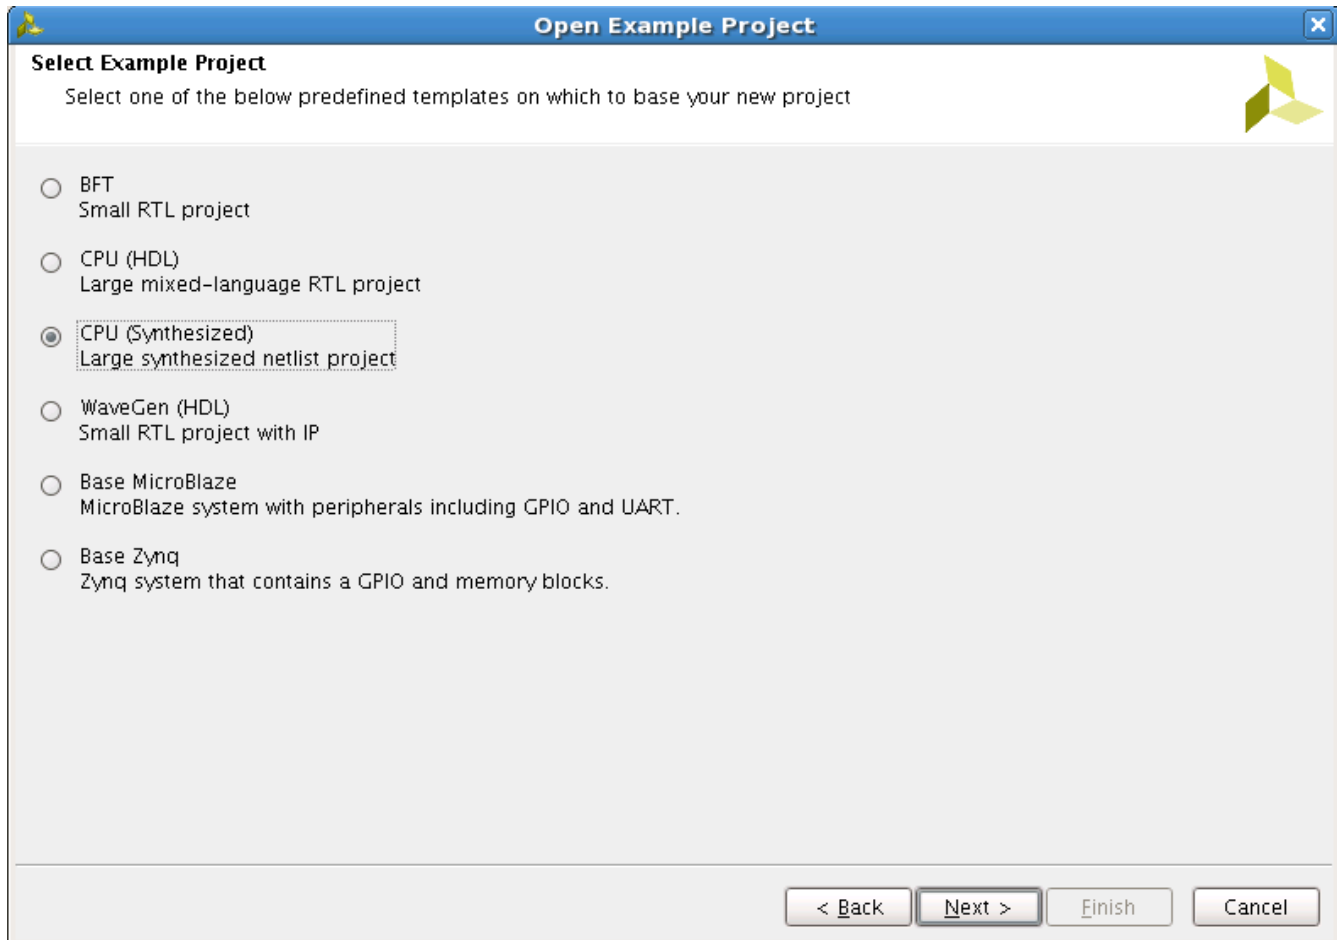 Open Example Project
Select Example Project
Select one of the below predefined templates on which to base your new project
BFT
Small RTL project
CPU (HDL)
Large mixed-language RTL project
CPU (Synthesized)
Large synthesized netlist project
WaveGen (HDL)
Small RTL project with IP
Base MicroBlaze
MicroBlaze system with peripherals including GPIO and UART.
Base Zynq
Zynq system that contains a GPIO and memory blocks.
< Back Next > Finish Cancel